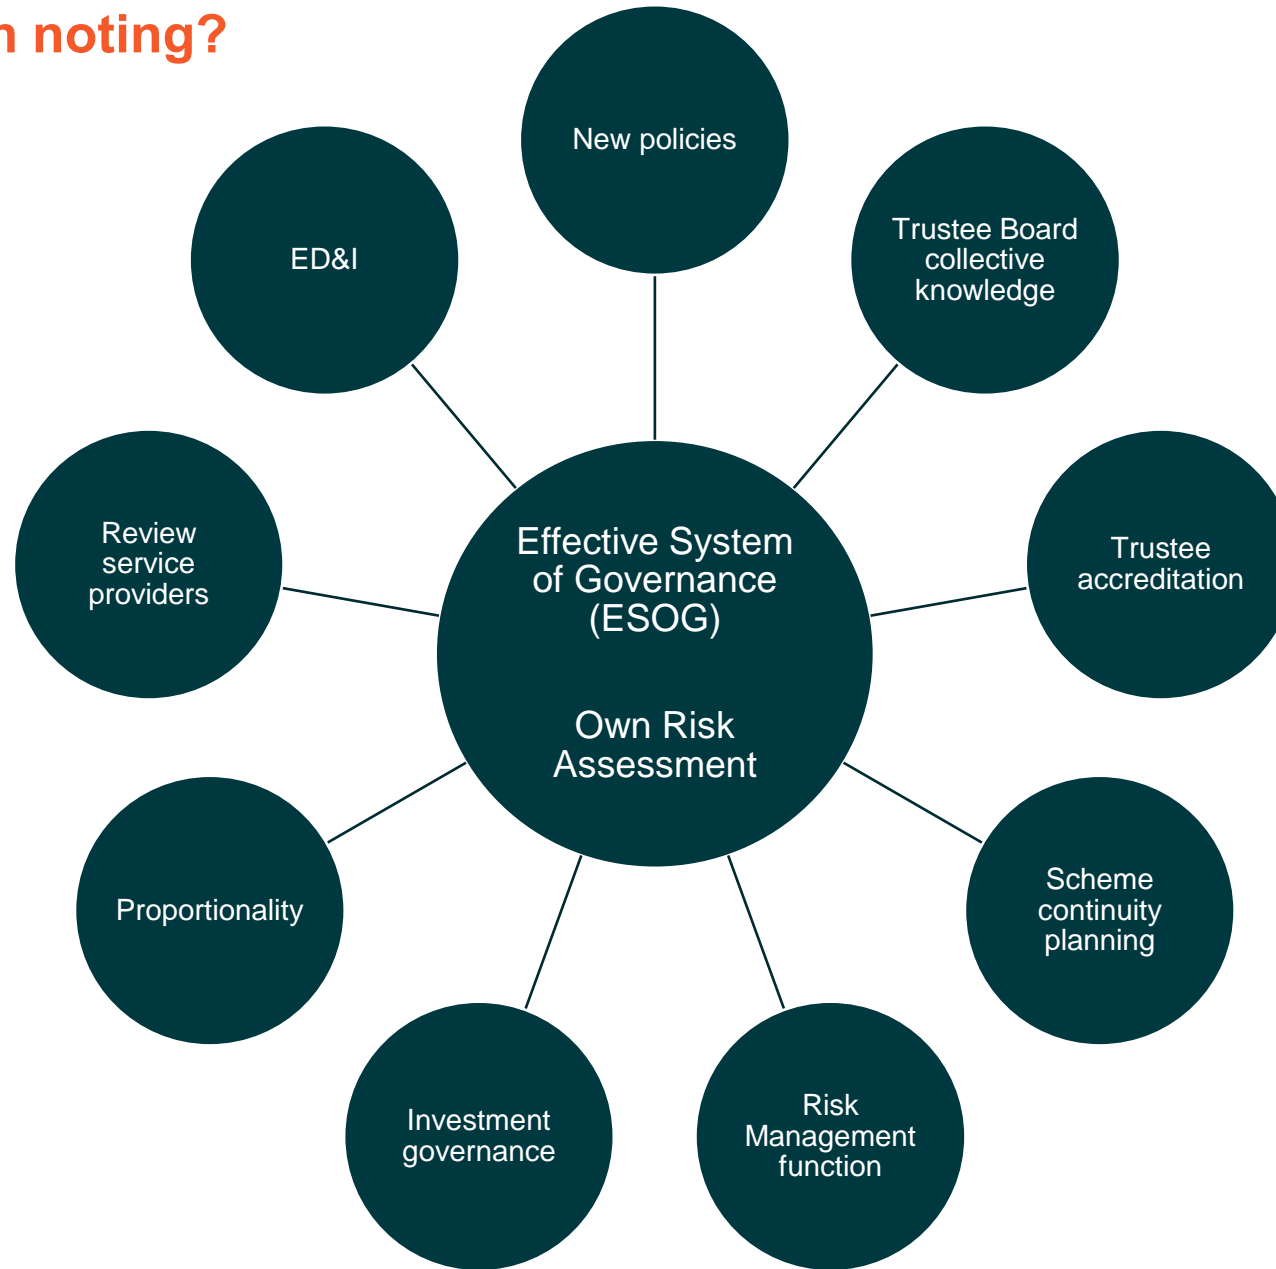 noting?
New policies
Trustee Board
collective
knowledge
Trustee
accreditation
Scheme
continuity
planning
Risk
Management
function
Investment
governance
Proportionality
Review
service
providers
ED&I
Effective System
of Governance
(ESOG)
Own Risk
Assessment